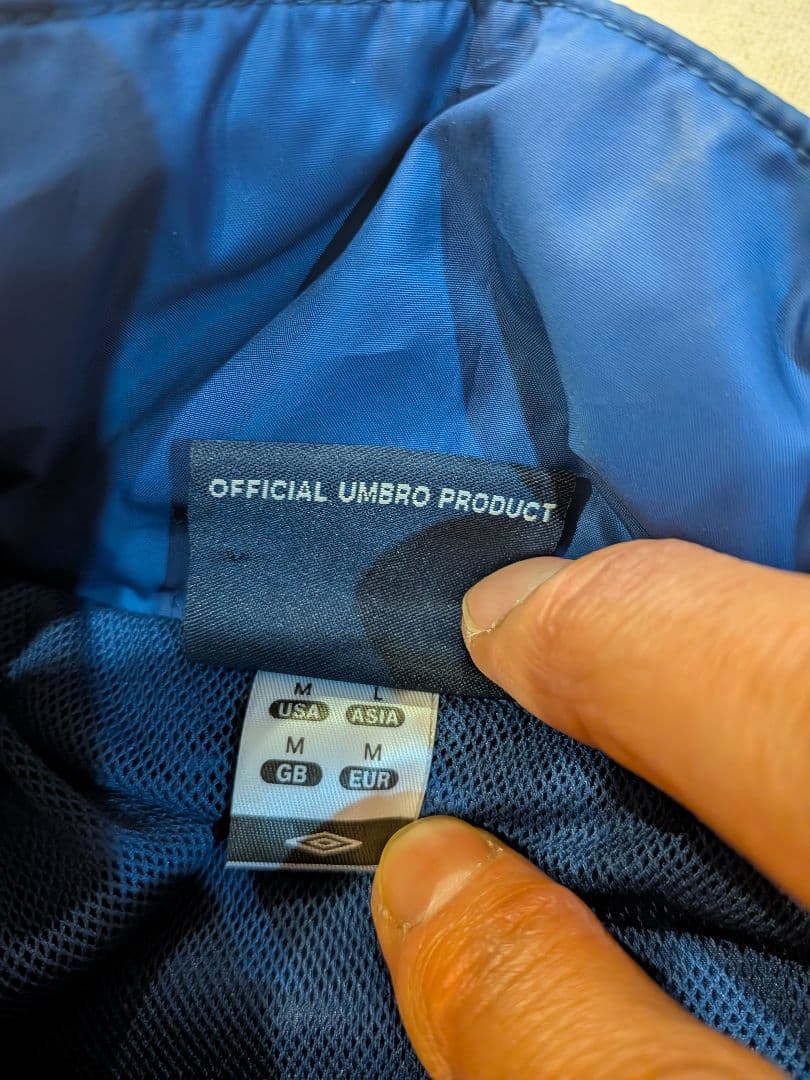 OFFICIAL UMBRO PRODUCT
M L
USA ASIA
M M
GB EUR